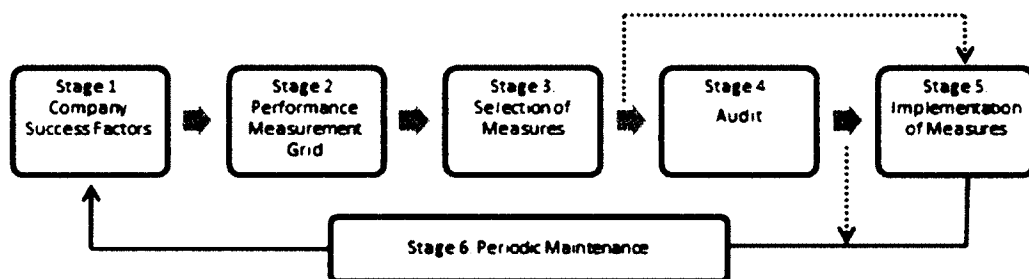 Stage 1
Company
Success Factors
Stage 2
Performance
Measurement
Grid
Stage 3.
Selection of
Measures
Stage 4
Audit
Stage 5.
Implementation
of Measures
Stage 6. Periodic Maintenance